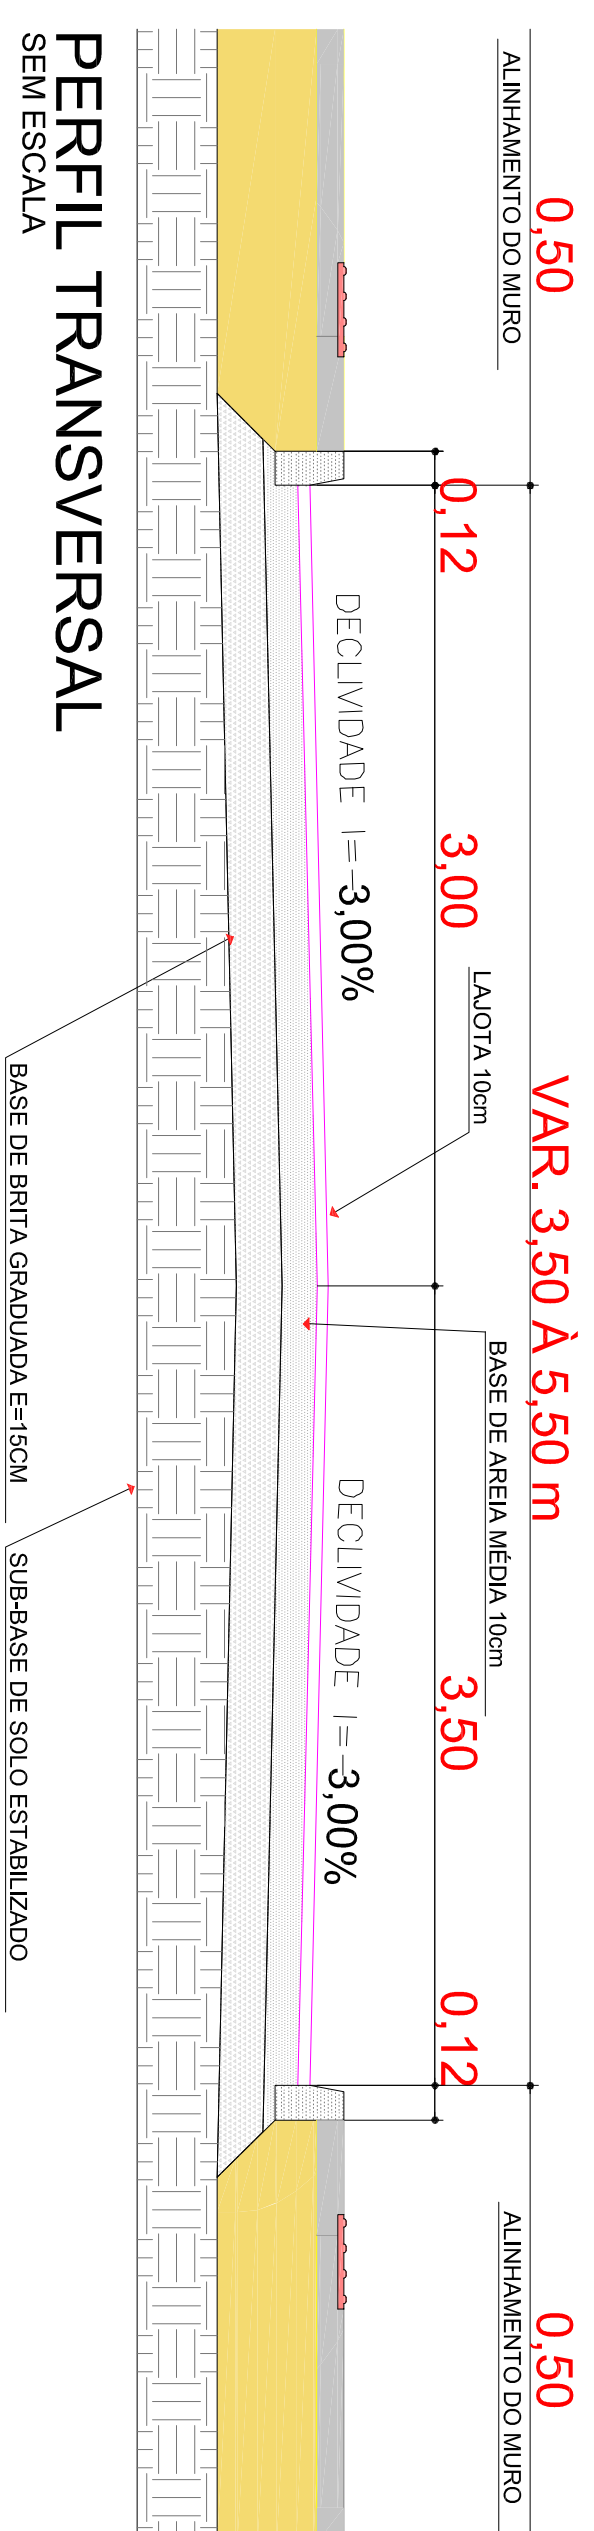 0,50
VAR. 3,50 À 5,50 m
0,50
ALINHAMENTO DO MURO
ALINHAMENTO DO MURO
LAJOTA 10cm
BASE DE AREIA MÉDIA 10cm
0,12
3,00
3,50
0,12
DECLIVIDADE I=-3,00%
DECLIVIDADE I=-3,00%
PERFIL TRANSVERSAL
SEM ESCALA
BASE DE BRITA GRADUADA E=15CM
SUB-BASE DE SOLO ESTABILIZADO